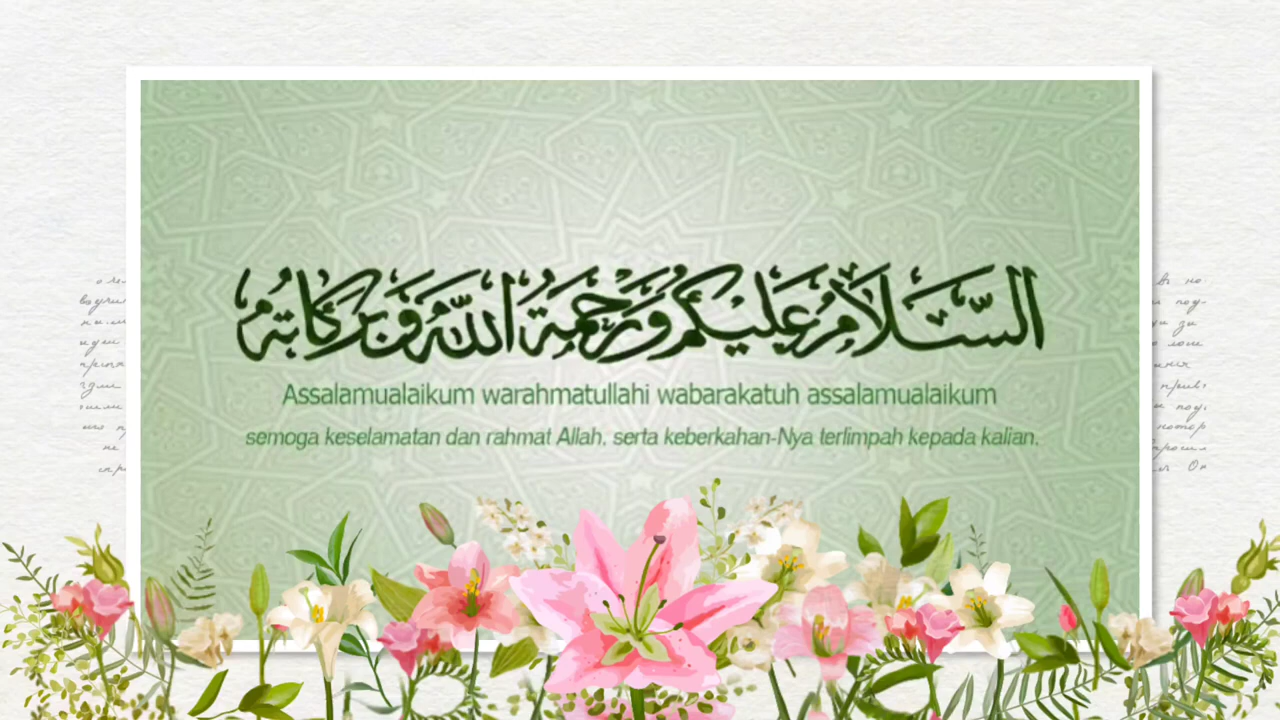 السَّلَامُ عَلَيْكُمْ وَرَحْمَةُ اللهِ وَبَرَكَاتُهُ
Assalamualaikum warahmatullahi wabarakatuh assalamualaikum
semoga keselamatan dan rahmat Allah, serta keberkahan-Nya terlimpah kepada kalian.